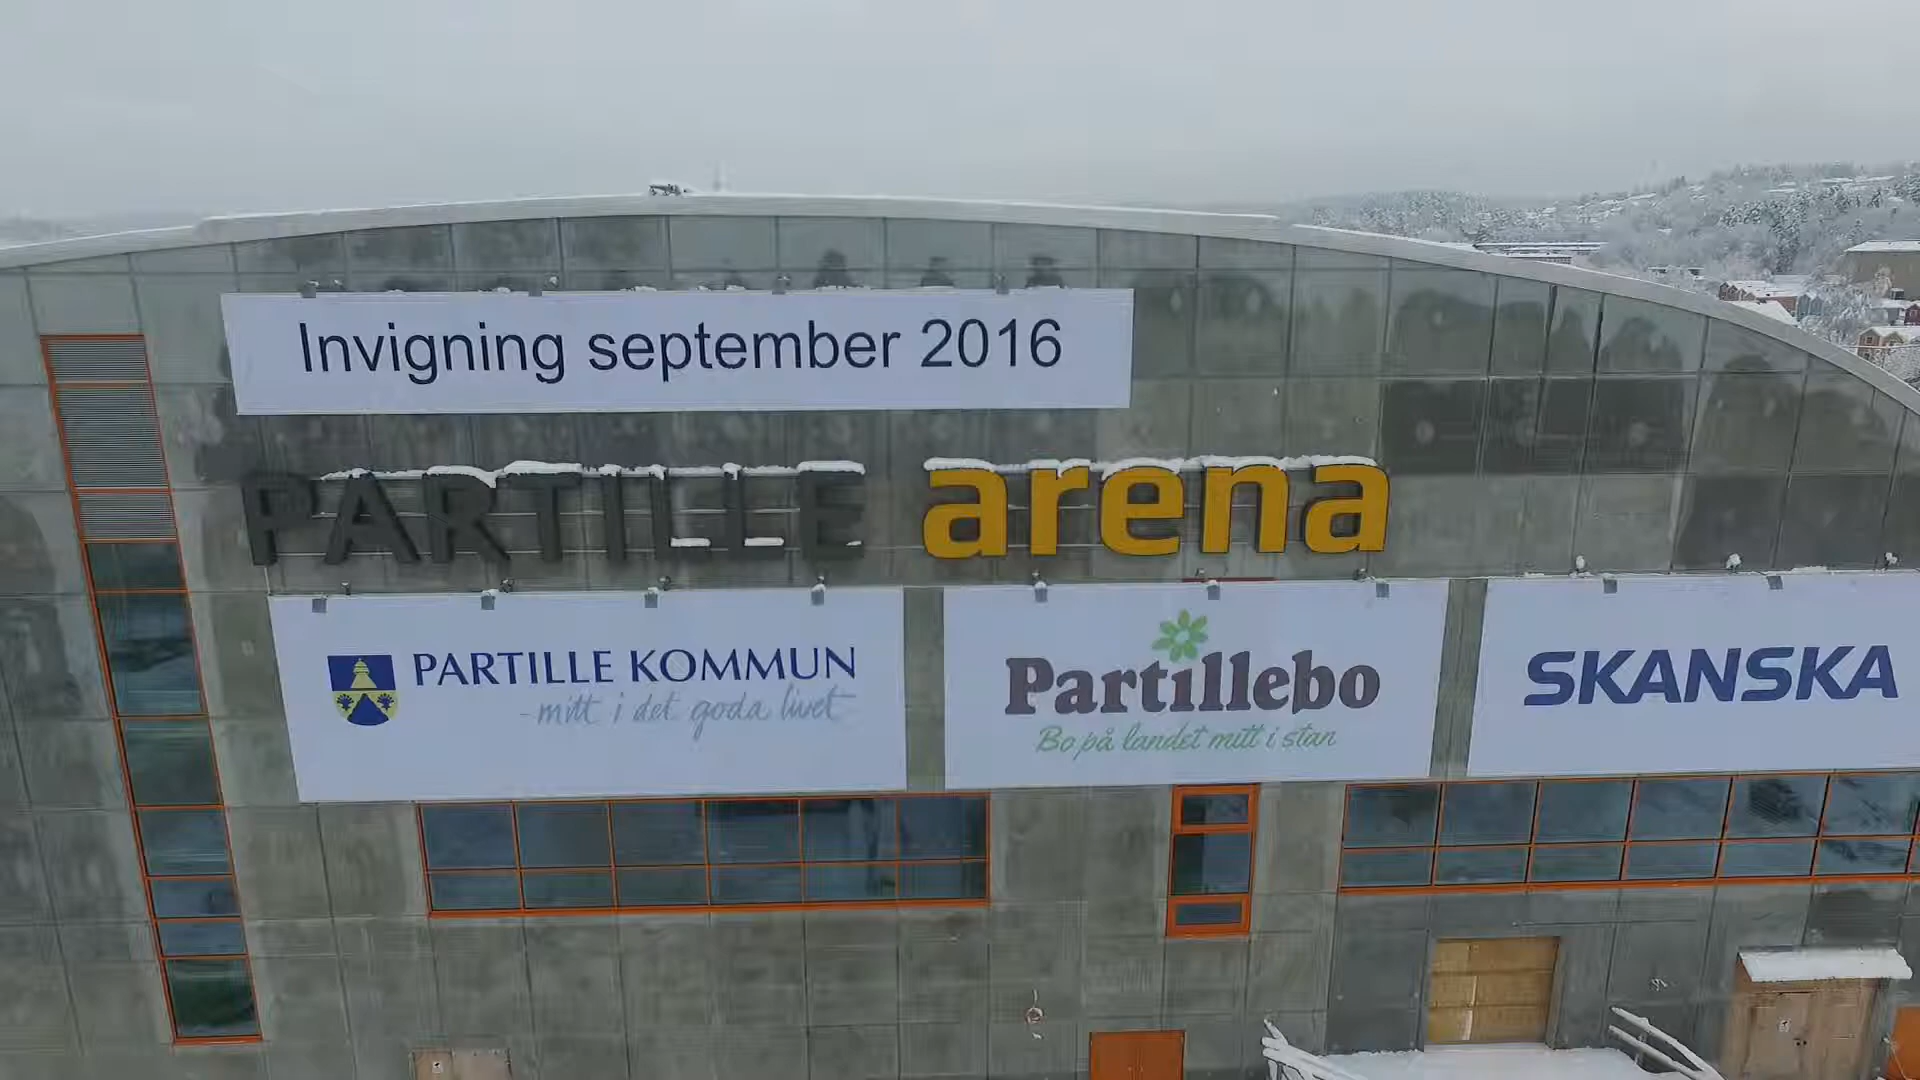 Invigning september 2016
PARTILLE arena
PARTILLE KOMMUN
- mitt i det goda livet
Partillebo
Bo på landet mitt i stan
SKANSKA